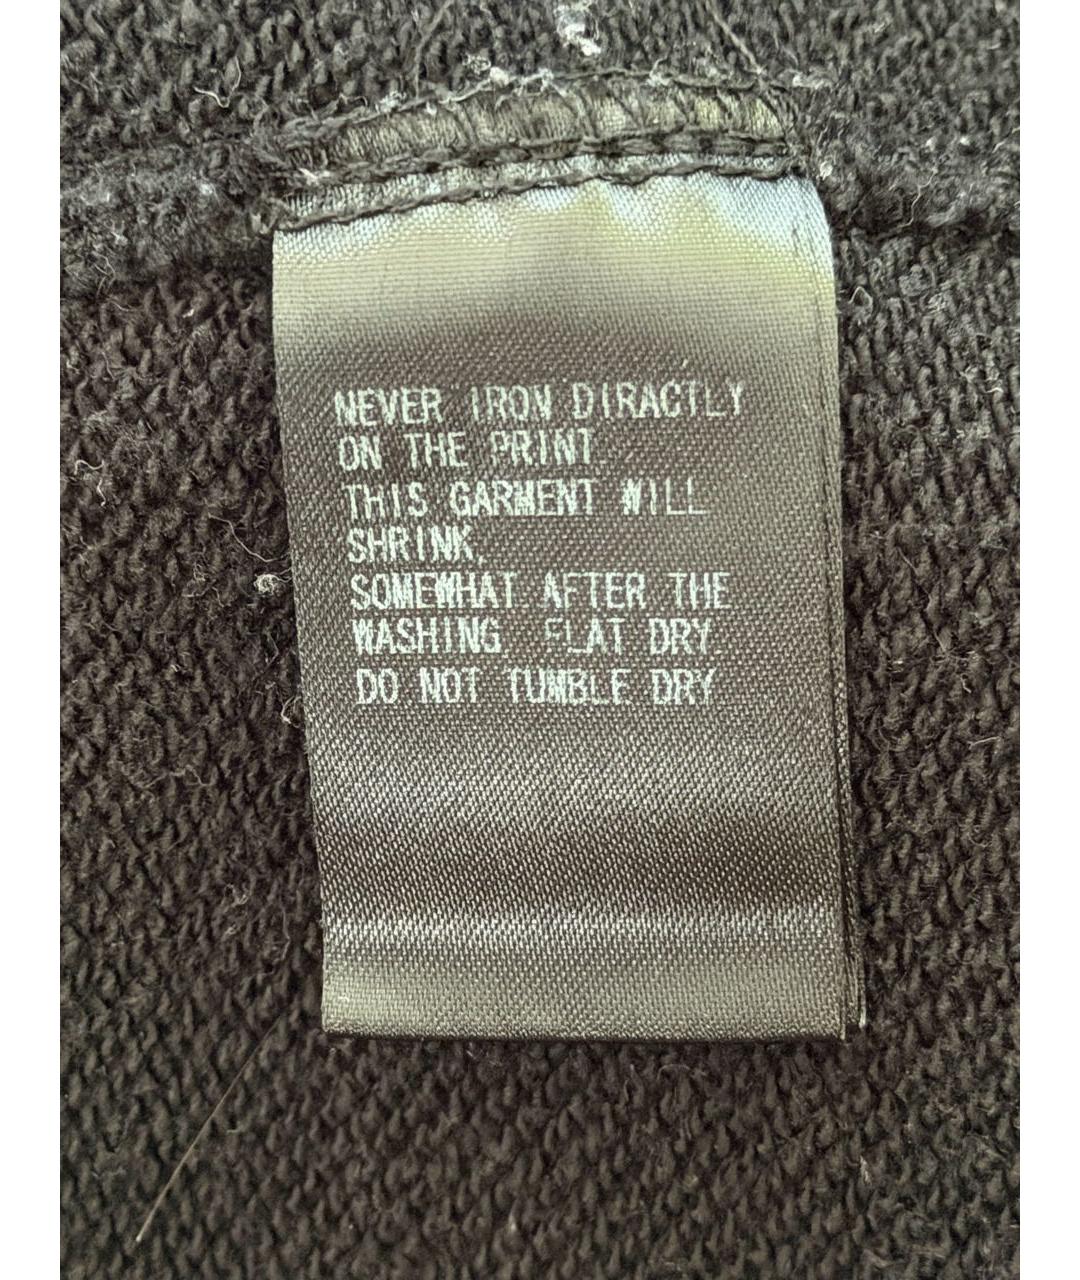 NEVER IRON DIRACTLY
ON THE PRINT.
THIS GARMENT WILL
SHRINK,
SOMEWHAT AFTER THE
WASHING. FLAT DRY.
DO NOT TUMBLE DRY